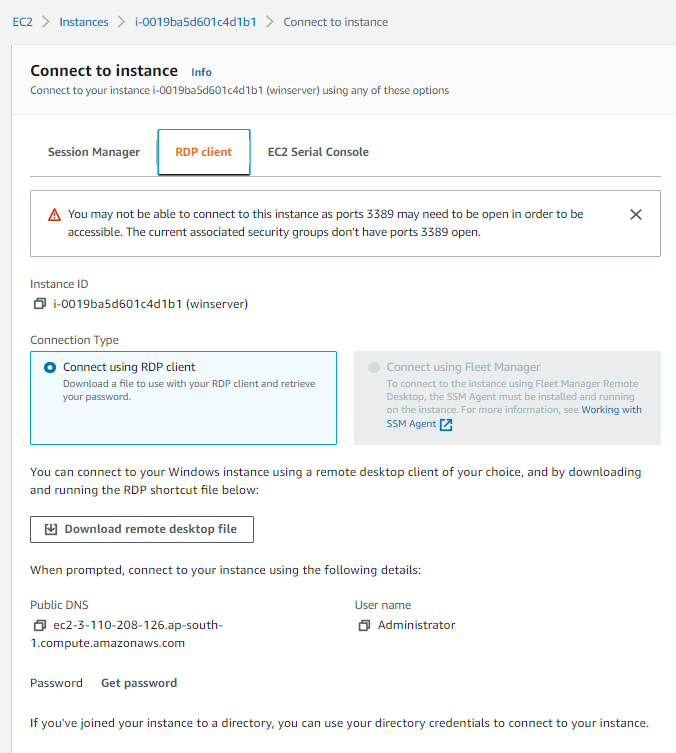 EC2 > Instances > i-0019ba5d601c4d1b1 > Connect to instance
Connect to instance Info
Connect to your instance i-0019ba5d601c4d1b1 (winserver) using any of these options
Session Manager RDP client EC2 Serial Console
You may not be able to connect to this instance as ports 3389 may need to be open in order to be
accessible. The current associated security groups don't have ports 3389 open.
Instance ID
i-0019ba5d601c4d1b1 (winserver)
Connection Type
Connect using RDP client
Download a file to use with your RDP client and retrieve
your password.
Connect using Fleet Manager
To connect to the instance using Fleet Manager Remote
Desktop, the SSM Agent must be installed and running
on the instance. For more information, see Working with
SSM Agent
You can connect to your Windows instance using a remote desktop client of your choice, and by downloading
and running the RDP shortcut file below:
Download remote desktop file
When prompted, connect to your instance using the following details:
Public DNS
ec2-3-110-208-126.ap-south-
1.compute.amazonaws.com
User name
Administrator
Password Get password
If you've joined your instance to a directory, you can use your directory credentials to connect to your instance.